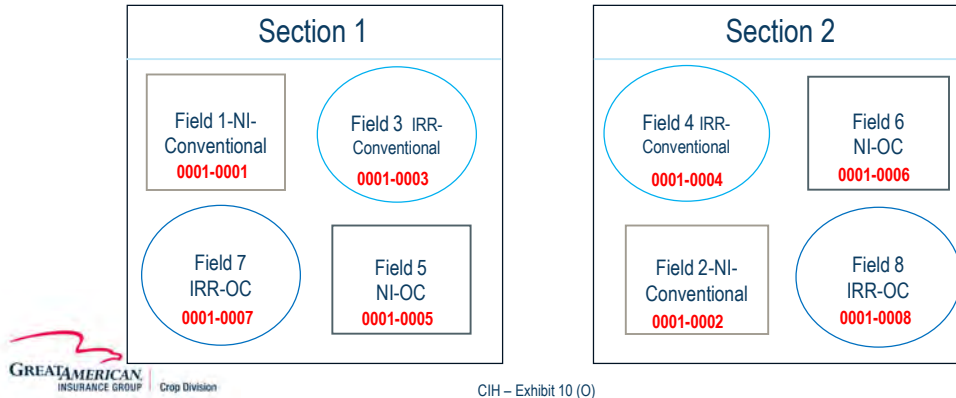 Section 1
Field 1-NI-
Conventional
0001-0001
Field 3 IRR-
Conventional
0001-0003
Field 7
IRR-OC
0001-0007
Field 5
NI-OC
0001-0005
Section 2
Field 4 IRR-
Conventional
0001-0004
Field 6
NI-OC
0001-0006
Field 2-NI-
Conventional
0001-0002
Field 8
IRR-OC
0001-0008
GREATAMERICAN.
INSURANCE GROUP Crop Division
CIH – Exhibit 10 (O)